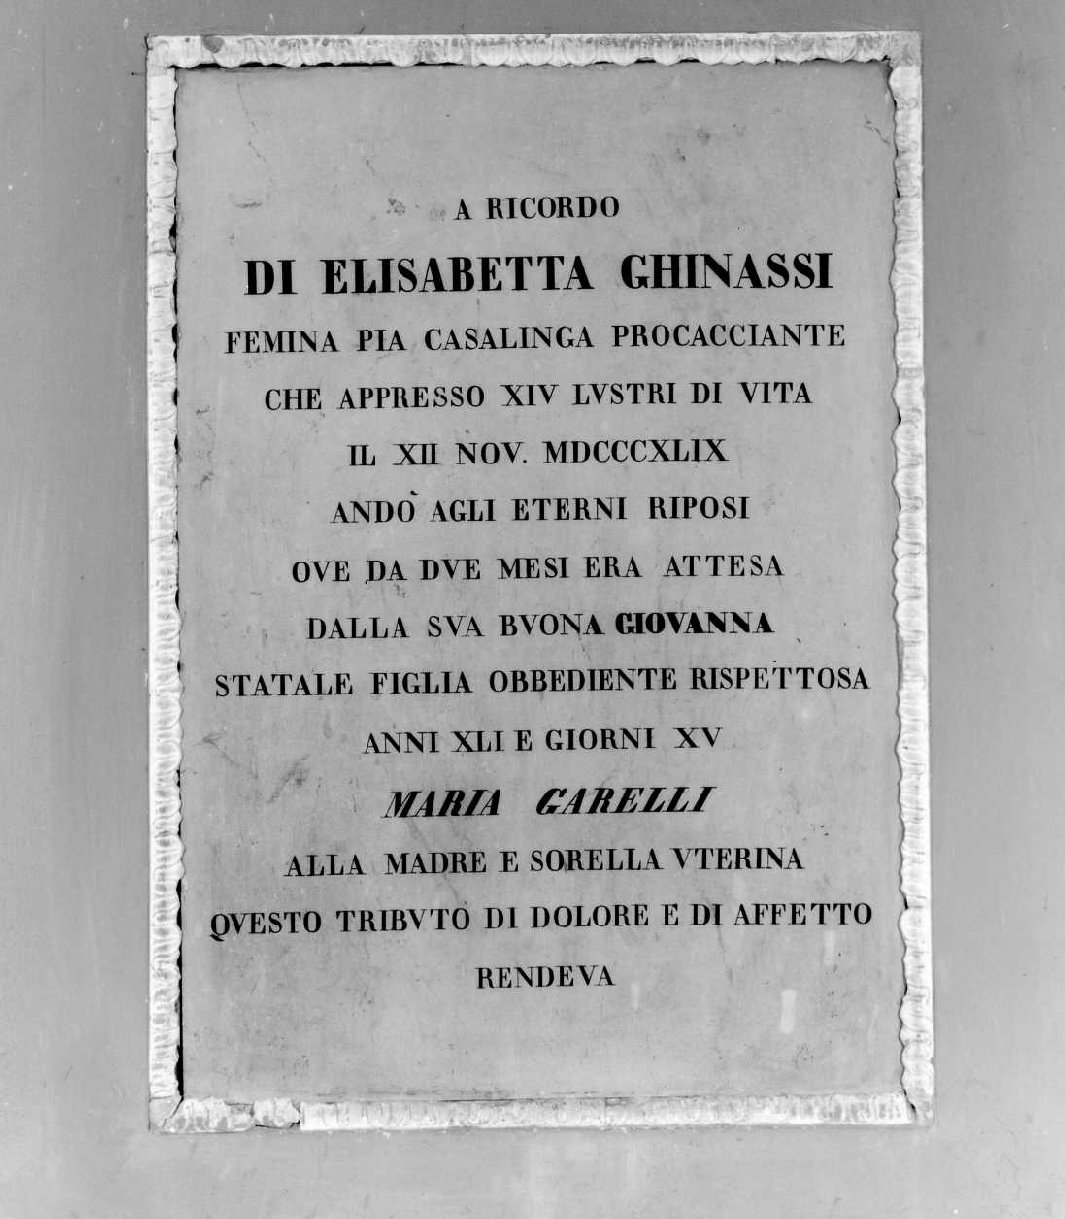 A RICORDO
DI ELISABETTA GHINASSI
FEMINA PIA CASALINGA PROCACCIANTE
CHE APPRESSO XIV LVSTRI DI VITA
IL XII NOV. MDCCCXLIX
ANDÒ AGLI ETERNI RIPOSI
OVE DA DVE MESI ERA ATTESA
DALLA SVA BVONA GIOVANNA
STATALE FIGLIA OBBEDIENTE RISPETTOSA
ANNI XLI E GIORNI XV
MARIA GARELLI
ALLA MADRE E SORELLA VTERINA
QVESTO TRIBVTO DI DOLORE E DI AFFETTO
RENDEVA